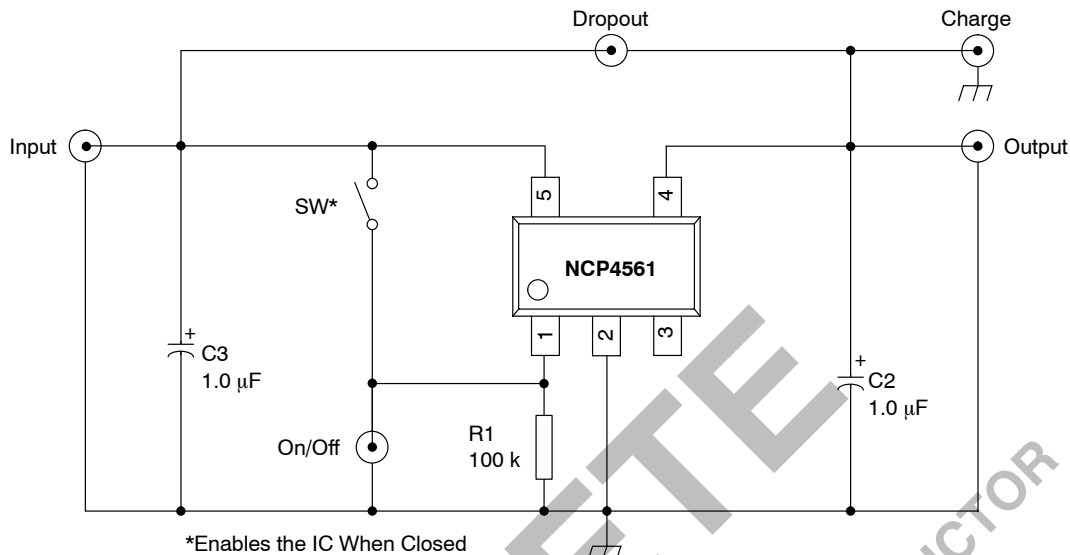 Dropout
Charge
Input
Output
SW*
5
4
NCP4561
1
2
3
+
C3
1.0 μF
+
C2
1.0 μF
On/Off
R1
100 k
*Enables the IC When Closed